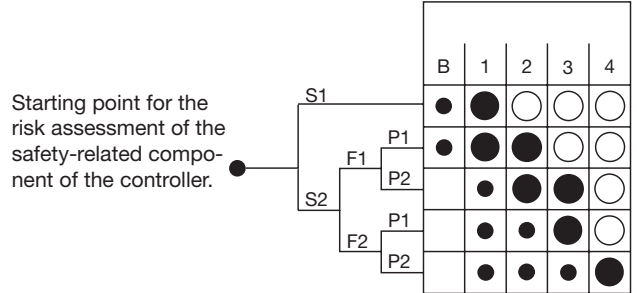 B 1 2 3 4
Starting point for the
risk assessment of the
safety-related compo-
nent of the controller.
S1
P1
F1
P2
S2
P1
F2
P2